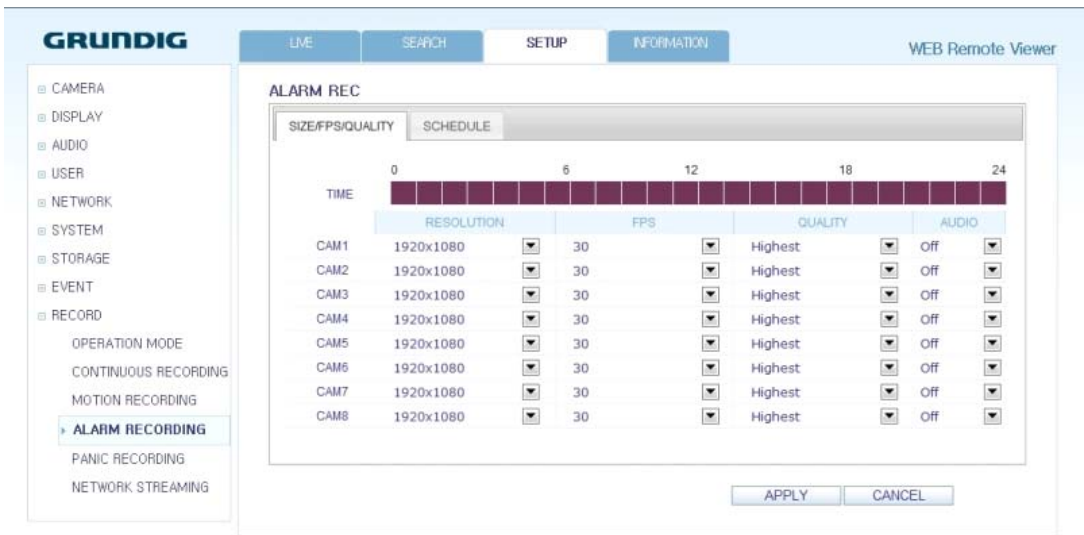 GRUNDIG
LIVE SEARCH SETUP INFORMATION
WEB Remote Viewer
CAMERA
DISPLAY
AUDIO
USER
NETWORK
SYSTEM
STORAGE
EVENT
RECORD
OPERATION MODE
CONTINUOUS RECORDING
MOTION RECORDING
ALARM RECORDING
PANIC RECORDING
NETWORK STREAMING
ALARM REC
SIZE/FPS/QUALITY SCHEDULE
0 6 12 18 24
TIME
RESOLUTION FPS QUALITY AUDIO
CAM1 1920x1080 30 Highest Off
CAM2 1920x1080 30 Highest Off
CAM3 1920x1080 30 Highest Off
CAM4 1920x1080 30 Highest Off
CAM5 1920x1080 30 Highest Off
CAM6 1920x1080 30 Highest Off
CAM7 1920x1080 30 Highest Off
CAM8 1920x1080 30 Highest Off
APPLY CANCEL